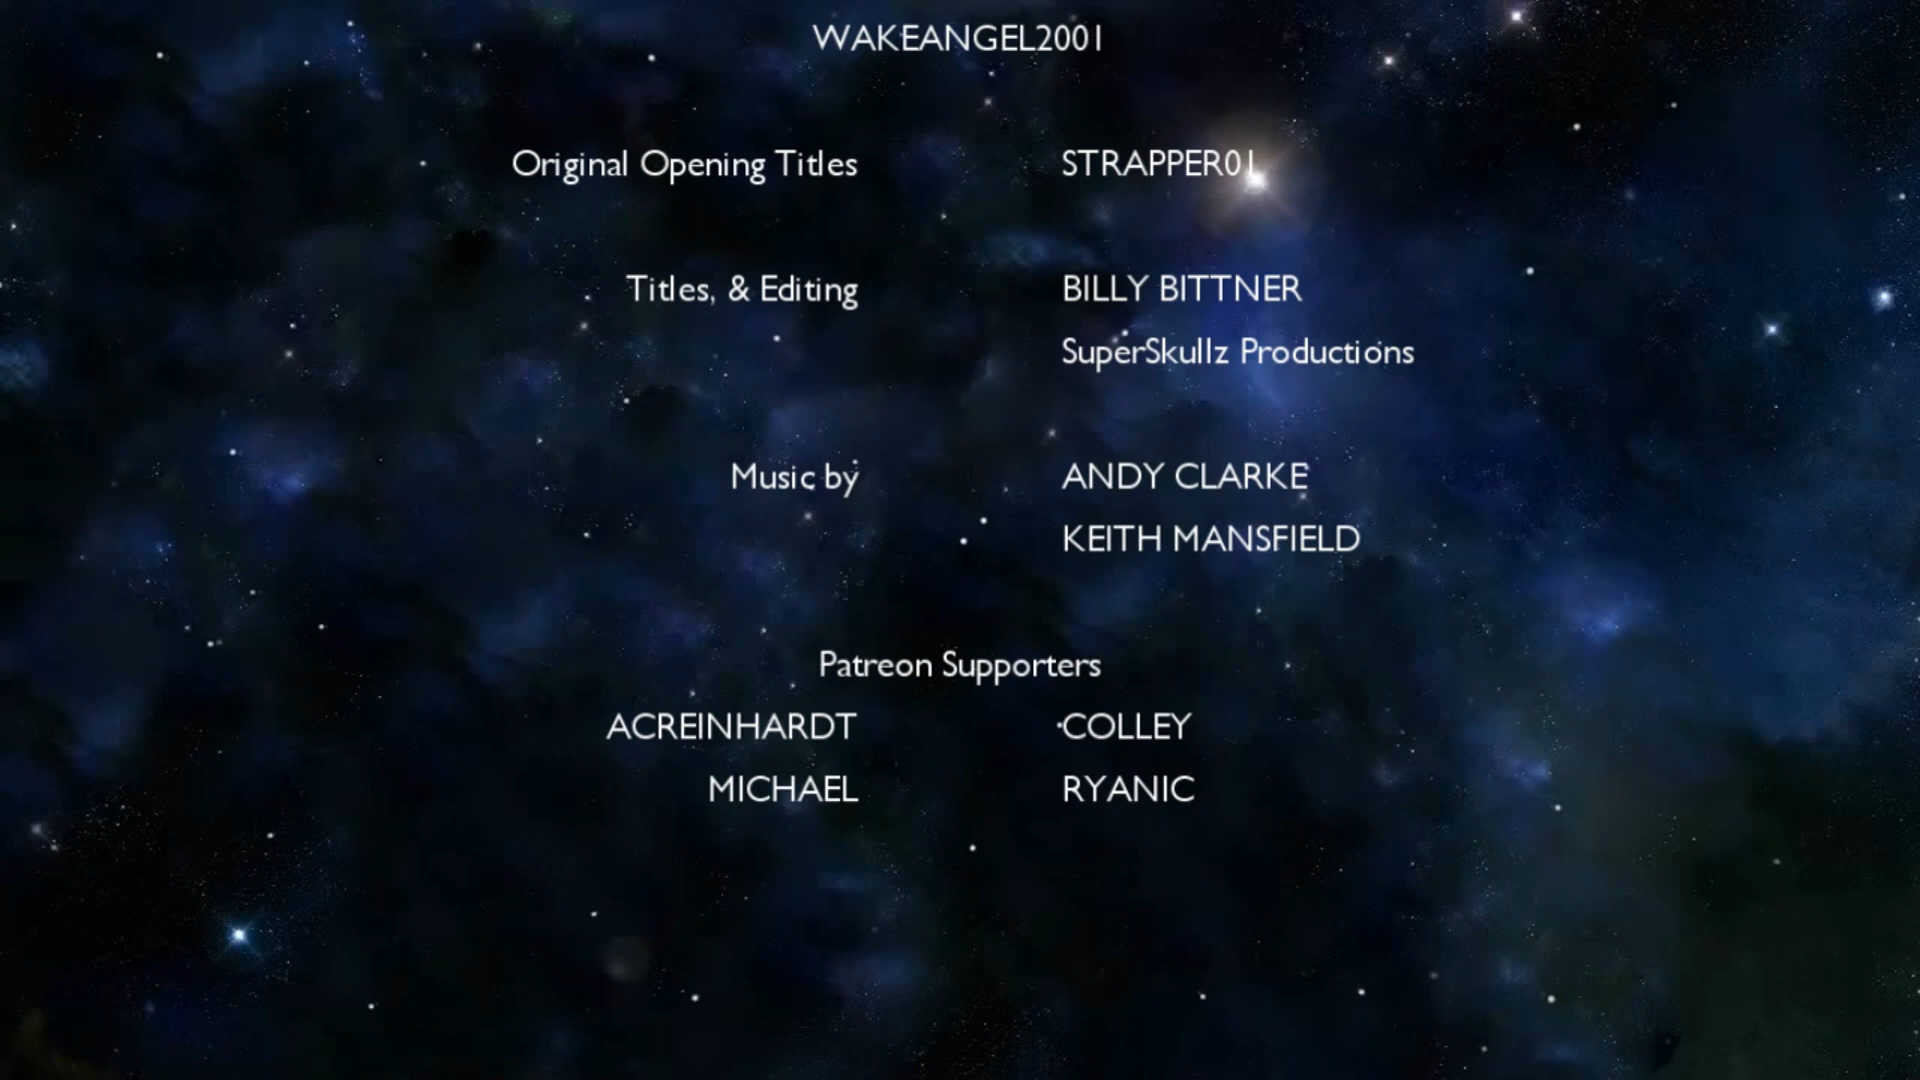 WAKEANGEL2001
Original Opening Titles STRAPPER01
Titles, & Editing BILLY BITTNER
SuperSkullz Productions
Music by ANDY CLARKE
KEITH MANSFIELD
Patreon Supporters
ACREINHARDT COLLEY
MICHAEL RYANIC